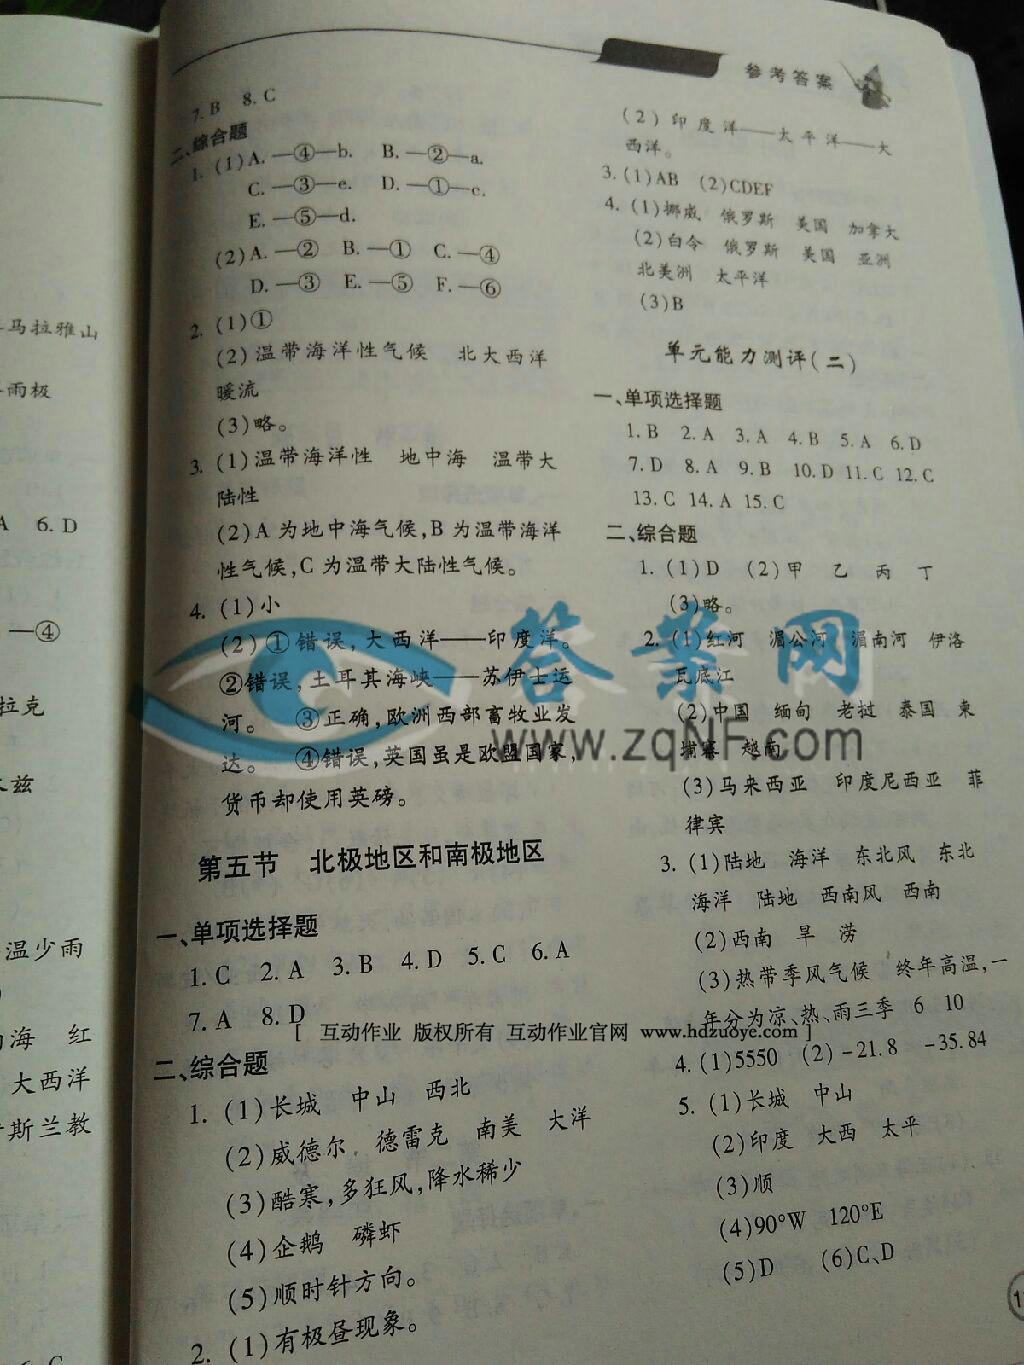 马拉雅山
雨极
A 6.D
—④
拉克
兹
温少雨
海 红
大西洋
斯兰教
参考答案
7.B 8.C
二、综合题
1. (1)A.—④—b. B.—②—a.
C.—③—e. D.—①—c.
E.—⑤—d.
(2)A.—② B.—① C.—④
D.—③ E.—⑤ F.—⑥
2. (1)①
(2)温带海洋性气候 北大西洋
暖流
(3)略。
3. (1)温带海洋性 地中海 温带大
陆性
(2)A为地中海气候,B为温带海洋
性气候,C为温带大陆性气候。
4. (1)小
(2)①错误,大西洋——印度洋。
②错误,土耳其海峡——苏伊士运
河。 ③正确,欧洲西部畜牧业发
达。 ④错误,英国虽是欧盟国家,
货币却使用英磅。
第五节 北极地区和南极地区
一、单项选择题
1.C 2.A 3.B 4.D 5.C 6.A
7.A 8.D
二、综合题
1. (1)长城 中山 西北
(2)威德尔 德雷克 南美 大洋
(3)酷寒,多狂风,降水稀少
(4)企鹅 磷虾
(5)顺时针方向。
2. (1)有极昼现象。
(2)印度洋——太平洋——大
西洋。
3. (1)AB (2)CDEF
4. (1)挪威 俄罗斯 美国 加拿大
(2)白令 俄罗斯 美国 亚洲
北美洲 太平洋
(3)B
单元能力测评(二)
一、单项选择题
1.B 2.A 3.A 4.B 5.A 6.D
7.D 8.A 9.B 10.D 11.C 12.C
13.C 14.A 15.C
二、综合题
1. (1)D (2)甲 乙 丙 丁
(3)略。
2. (1)红河 湄公河 湄南河 伊洛
瓦底江
(2)中国 缅甸 老挝 泰国 柬
埔寨 越南
(3)马来西亚 印度尼西亚 菲
律宾
3. (1)陆地 海洋 东北风 东北
海洋 陆地 西南风 西南
(2)西南 旱 涝
(3)热带季风气候 终年高温,一
年分为凉、热、雨三季 6 10
4. (1)5550 (2)-21.8 -35.84
5. (1)长城 中山
(2)印度 大西 太平
(3)顺
(4)90°W 120°E
(5)D (6)C、D
答案网
www.zqNF.com
[ 互动作业 版权所有 互动作业官网 www.hdzuoye.com ]